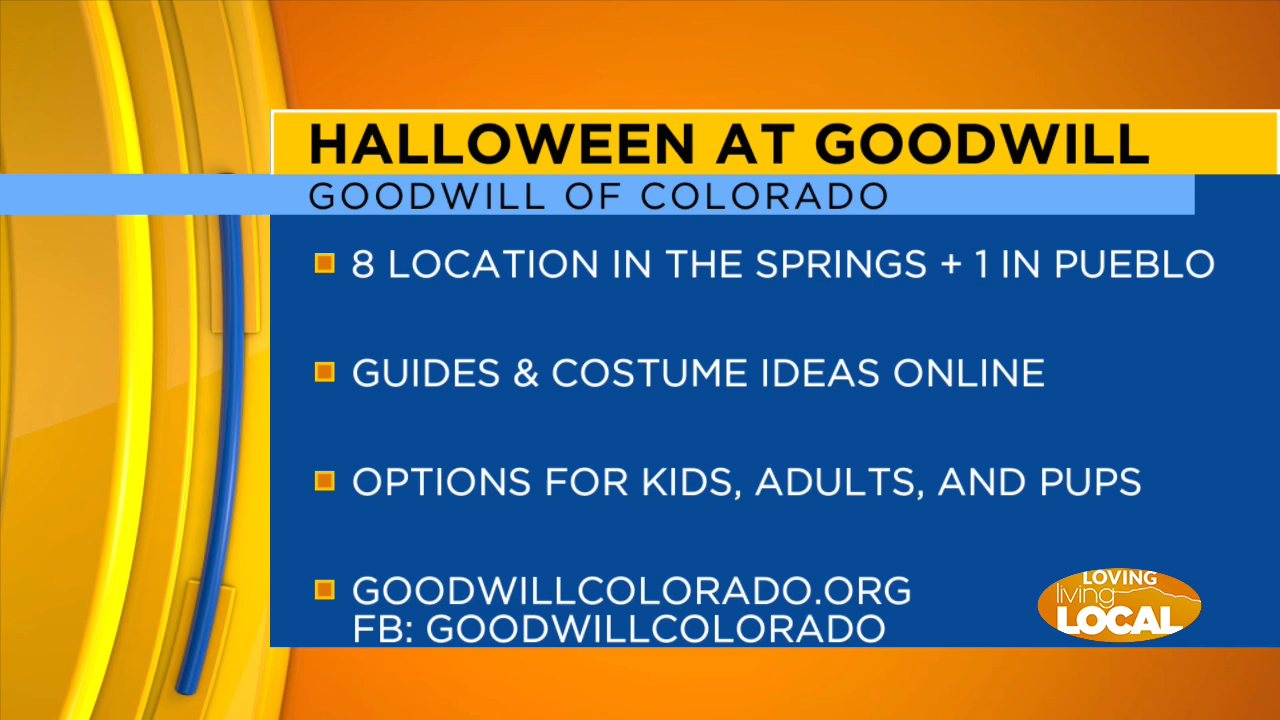 HALLOWEEN AT GOODWILL
GOODWILL OF COLORADO
8 LOCATION IN THE SPRINGS + 1 IN PUEBLO
GUIDES & COSTUME IDEAS ONLINE
OPTIONS FOR KIDS, ADULTS, AND PUPS
GOODWILLCOLORADO.ORG
FB: GOODWILLCOLORADO
LOVING
living
LOCAL